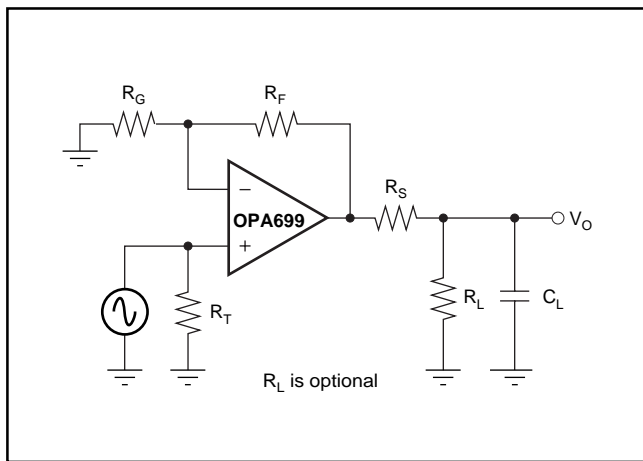 R_G
R_F
R_S
−
OPA699
+
V_O
R_T
R_L
C_L
R_L is optional